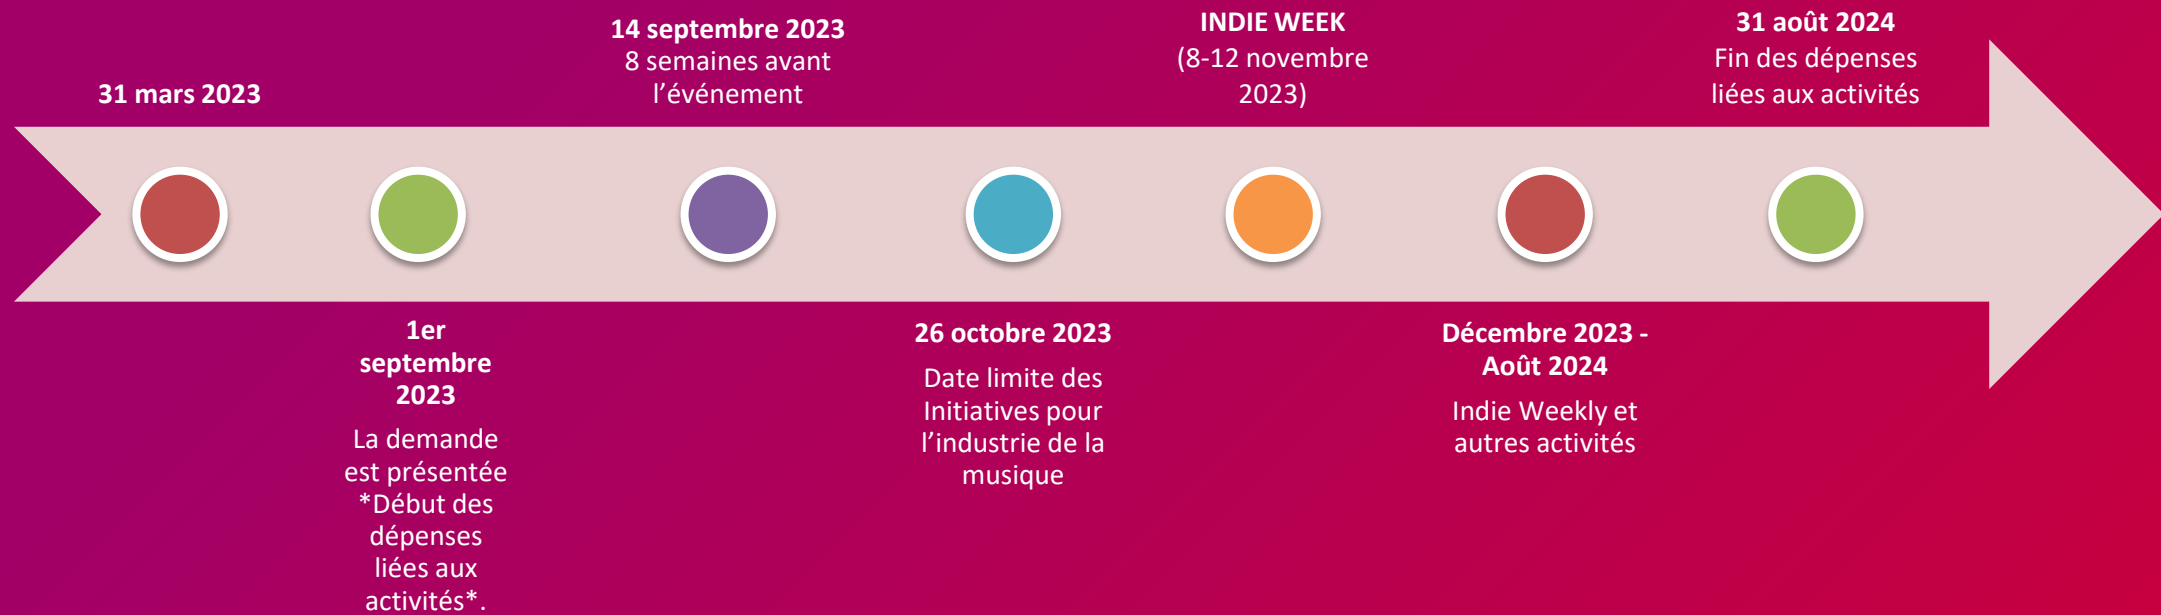 31 mars 2023
1er
septembre
2023
La demande
est présentée
*Début des
dépenses
liées aux
activités*.
14 septembre 2023
8 semaines avant
l’événement
26 octobre 2023
Date limite des
Initiatives pour
l’industrie de la
musique
INDIE WEEK
(8-12 novembre
2023)
Décembre 2023 -
Août 2024
Indie Weekly et
autres activités
31 août 2024
Fin des dépenses
liées aux activités